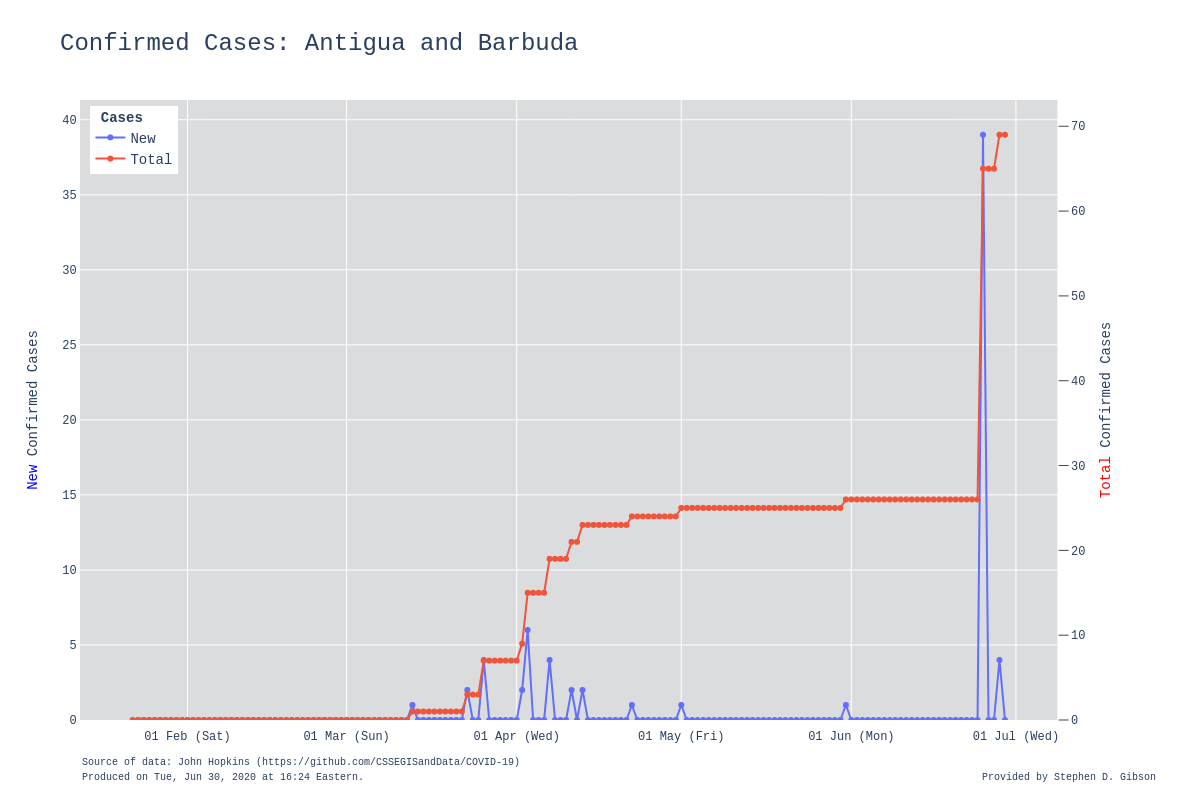 Confirmed Cases: Antigua and Barbuda
Cases
New
Total
40
35
30
25
20
15
10
5
0
70
60
50
40
30
20
10
0
New Confirmed Cases
Total Confirmed Cases
01 Feb (Sat)
01 Mar (Sun)
01 Apr (Wed)
01 May (Fri)
01 Jun (Mon)
01 Jul (Wed)
Source of data: John Hopkins (https://github.com/CSSEGISandData/COVID-19)
Produced on Tue, Jun 30, 2020 at 16:24 Eastern.
Provided by Stephen D. Gibson